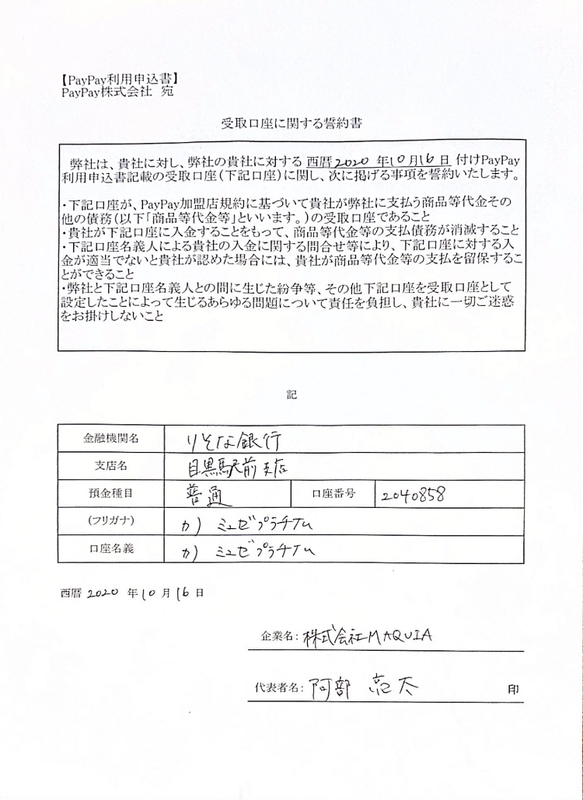 【PayPay利用申込書】
PayPay株式会社 宛
受取口座に関する誓約書
弊社は、貴社に対し、弊社の貴社に対する 西暦2020 年10月16日 付けPayPay
利用申込書記載の受取口座(下記口座)に関し、次に掲げる事項を誓約いたします。
・下記口座が、PayPay加盟店規約に基づいて貴社が弊社に支払う商品等代金その
他の債務(以下「商品等代金等」といいます。)の受取口座であること
・貴社が下記口座に入金することをもって、商品等代金等の支払債務が消滅すること
・下記口座名義人による貴社の入金に関する問合せ等により、下記口座に対する入
金が適当でないと貴社が認めた場合には、貴社が商品等代金等の支払を留保するこ
とができること
・弊社と下記口座名義人との間に生じた紛争等、その他下記口座を受取口座として
設定したことによって生じるあらゆる問題について責任を負担し、貴社に一切ご迷惑
をお掛けしないこと
記
金融機関名 りそな銀行
支店名 目黒駅前支店
預金種目 普通 口座番号 2040858
(フリガナ) カ) ミュゼプラチナム
口座名義 カ) ミュゼプラチナム
西暦 2020 年 10 月 16 日
企業名: 株式会社MAQUIA
代表者名: 阿部 太 印